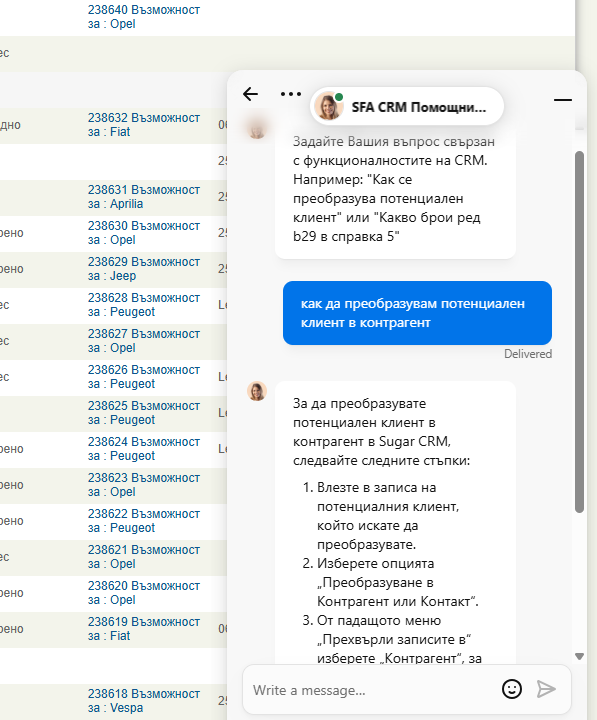 238640 Възможност
за : Opel
ес
дно
238632 Възможност
за : Fiat
06
25
238631 Възможност
за : Aprilia
25
рено
238630 Възможност
за : Opel
25
рено
238629 Възможност
за : Jeep
25
ес
238628 Възможност
за : Peugeot
Le
ес
238627 Възможност
за : Opel
ес
238626 Възможност
за : Peugeot
Le
238625 Възможност
за : Peugeot
Le
рено
238624 Възможност
за : Peugeot
Le
рено
238623 Възможност
за : Opel
рено
238622 Възможност
за : Peugeot
ес
238621 Възможност
за : Opel
рено
238620 Възможност
за : Opel
рено
238619 Възможност
за : Fiat
06
238618 Възможност
за : Vespa
25
SFA CRM Помощни...
Задайте Вашия въпрос свързан
с функционалностите на CRM.
Например: "Как се
преобразува потенциален
клиент" или "Какво брои ред
b29 в справка 5"
как да преобразувам потенциален
клиент в контрагент
Delivered
За да преобразувате
потенциален клиент в
контрагент в Sugar CRM,
следвайте следните стъпки:
1. Влезте в записа на
потенциалния клиент,
който искате да
преобразувате.
2. Изберете опцията
„Преобразуване в
Контрагент или Контакт“.
3. От падащото меню
„Прехвърли записите в“
изберете „Контрагент“, за
Write a message...